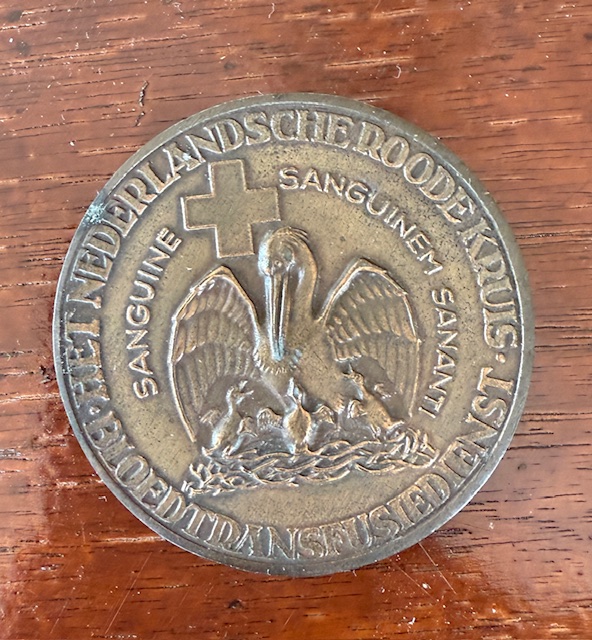 HET NEDERLANDSCHE ROODE KRUIS ·
BLOEDTRANSFUSIEDIENST ·
SANGUINE SANGUINEM SANANTI